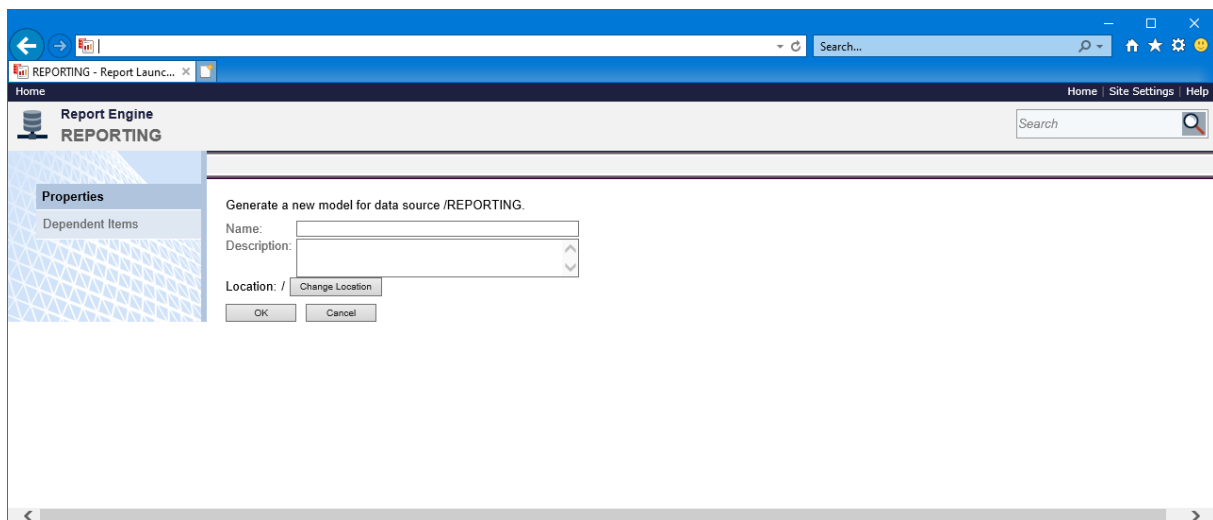 Search...
REPORTING - Report Launc...
Home
Home | Site Settings | Help
Report Engine
REPORTING
Search
Properties
Dependent Items
Generate a new model for data source /REPORTING.
Name:
Description:
Location: / Change Location
OK Cancel